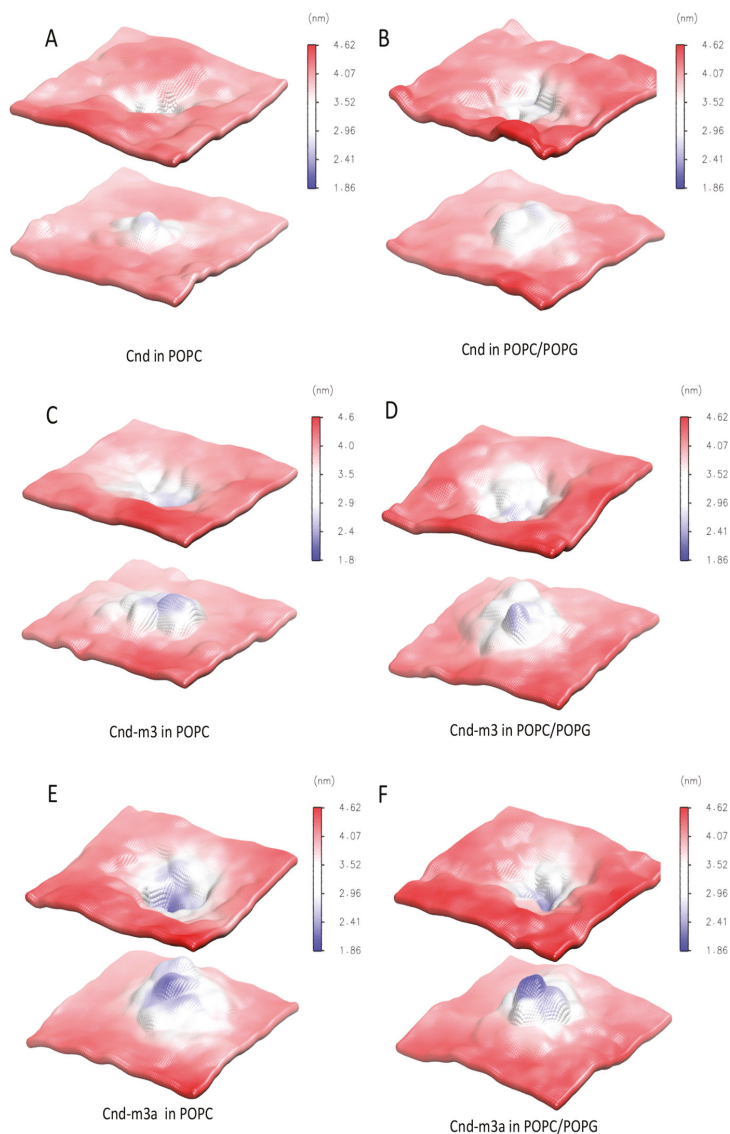 A
(nm)
4.62
4.07
3.52
2.96
2.41
1.86
Cnd in POPC
B
(nm)
4.62
4.07
3.52
2.96
2.41
1.86
Cnd in POPC/POPG
C
(nm)
4.6
4.0
3.5
2.9
2.4
1.8
Cnd-m3 in POPC
D
(nm)
4.62
4.07
3.52
2.96
2.41
1.86
Cnd-m3 in POPC/POPG
E
(nm)
4.62
4.07
3.52
2.96
2.41
1.86
Cnd-m3a in POPC
F
(nm)
4.62
4.07
3.52
2.96
2.41
1.86
Cnd-m3a in POPC/POPG